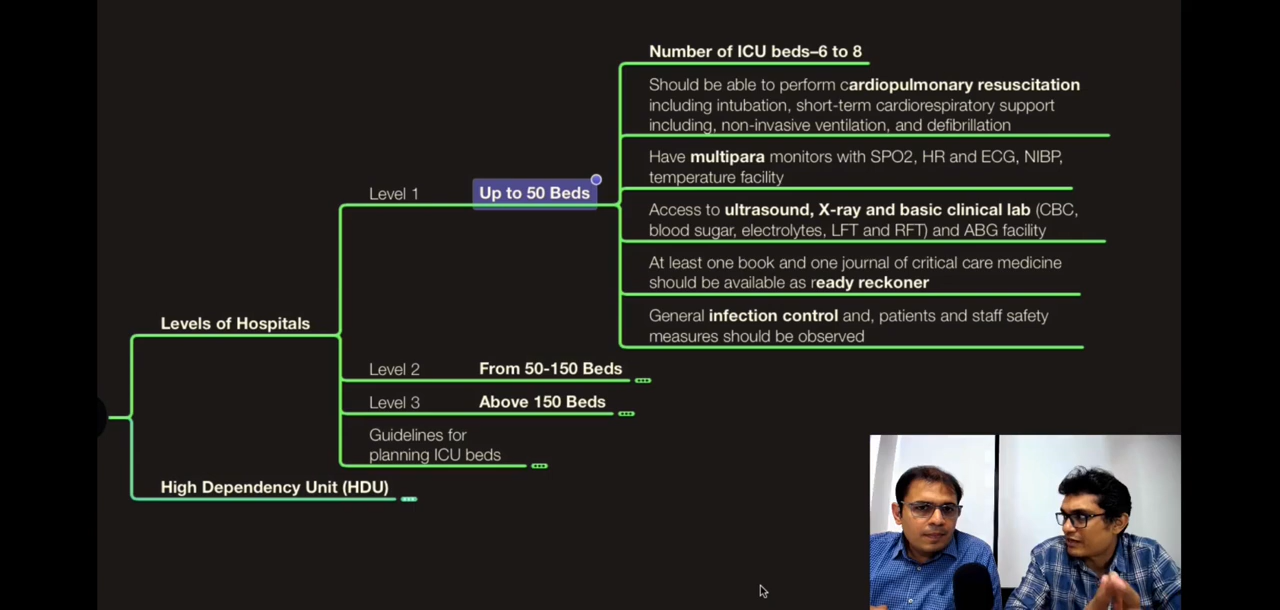 Number of ICU beds–6 to 8
Should be able to perform cardiopulmonary resuscitation
including intubation, short-term cardiorespiratory support
including, non-invasive ventilation, and defibrillation
Have multipara monitors with SPO2, HR and ECG, NIBP,
temperature facility
Level 1
Up to 50 Beds
Access to ultrasound, X-ray and basic clinical lab (CBC,
blood sugar, electrolytes, LFT and RFT) and ABG facility
At least one book and one journal of critical care medicine
should be available as ready reckoner
General infection control and, patients and staff safety
measures should be observed
Levels of Hospitals
Level 2
From 50-150 Beds
Level 3
Above 150 Beds
Guidelines for
planning ICU beds
High Dependency Unit (HDU)